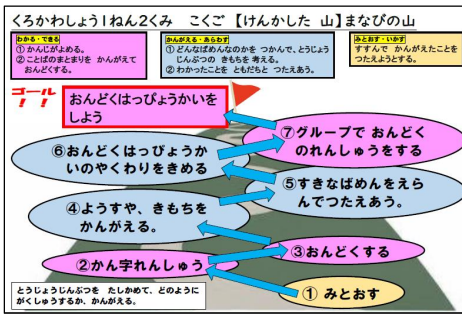 くろかわしょう1ねん2くみ　こくご【けんかした　山】まなびの山
わかる・できる
① かんじがよめる。
② ことばのまとまりを　かんがえて
おんどくする。
かんがえる・あらわす
① どんなばめんなのかを　つかんで、とうじょう
じんぶつの　きもちを 考える。
② わかったことを　ともだちと　つたえあう。
みとおす・いかす
すすんで かんがえたことを
つたえようとする。
ゴール
！！
おんどくはっぴょうかいを
しよう
⑦グループで おんどく
のれんしゅうをする
⑥おんどくはっぴょうか
いのやくわりをきめる
⑤すきなばめんをえら
んでつたえあう。
④ようすや、きもちを
かんがえる。
③おんどくする
②かん字れんしゅう
① みとおす
とうじょうじんぶつを　たしかめて、どのように
がくしゅうするか、かんがえる。